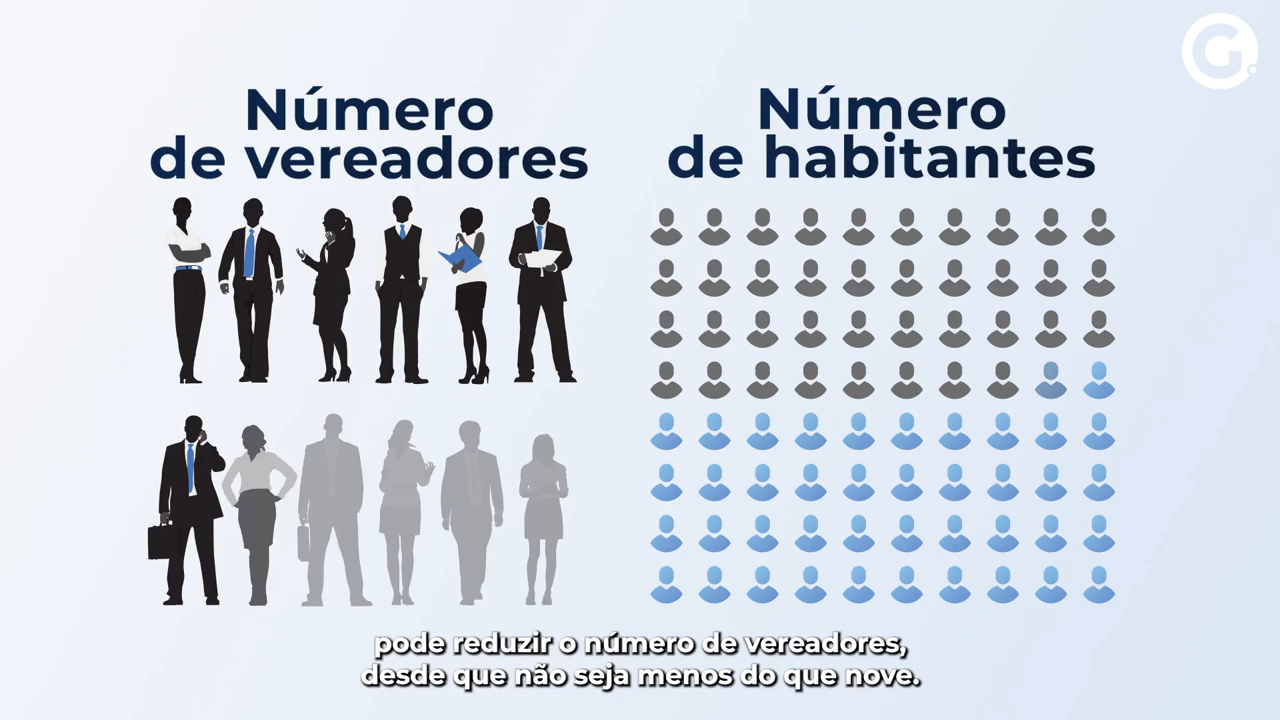 Número
de vereadores
Número
de habitantes
pode reduzir o número de vereadores,
desde que não seja menos do que nove.
G.